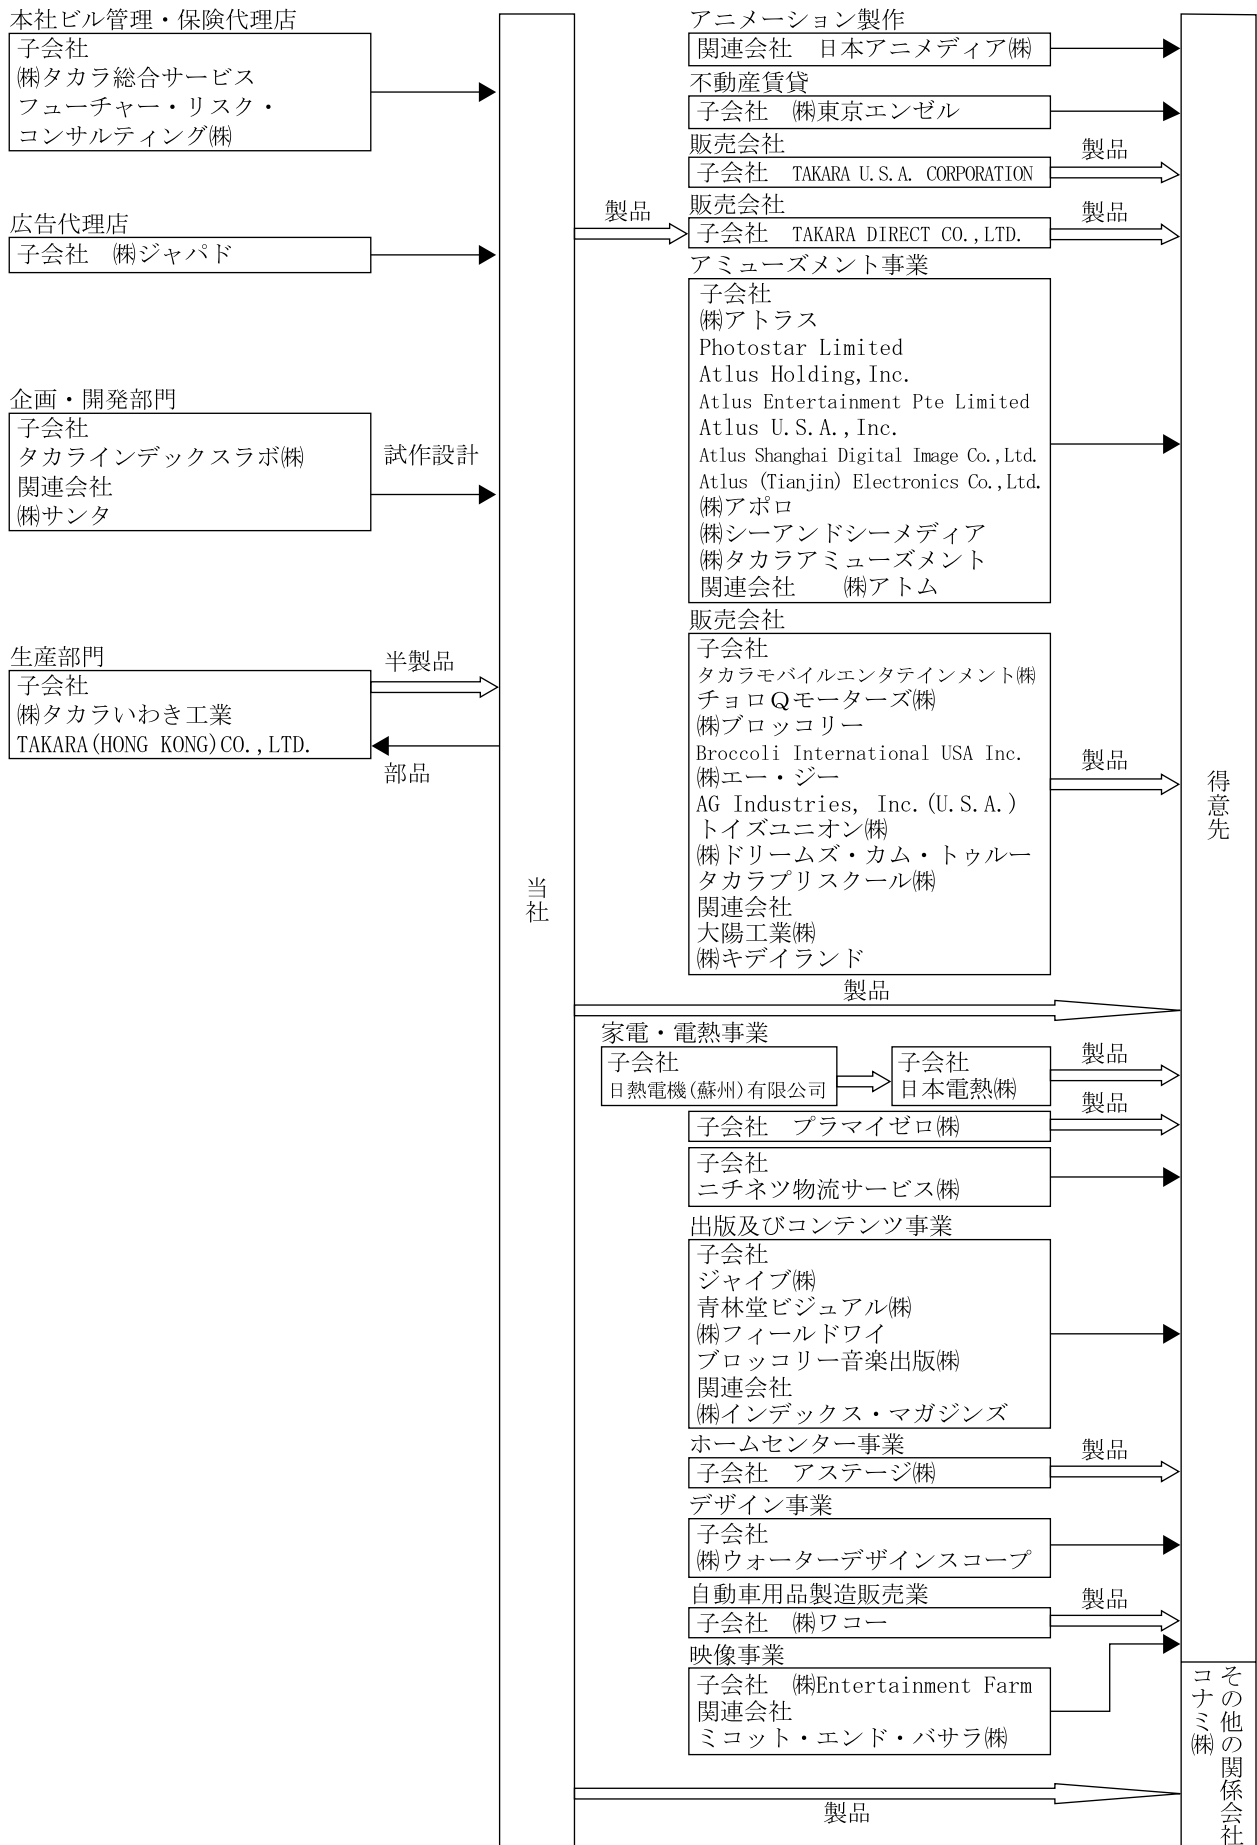 本社ビル管理・保険代理店
子会社
㈱タカラ総合サービス
フューチャー・リスク・
コンサルティング㈱
広告代理店
子会社　㈱ジャパド
企画・開発部門
子会社
タカラインデックスラボ㈱
関連会社
㈱サンタ
試作設計
生産部門
子会社
㈱タカラいわき工業
TAKARA(HONG KONG)CO.,LTD.
半製品
部品
当社
製品
アニメーション製作
関連会社　日本アニメディア㈱
不動産賃貸
子会社　㈱東京エンゼル
販売会社
子会社　TAKARA U.S.A. CORPORATION
製品
販売会社
子会社　TAKARA DIRECT CO.,LTD.
製品
アミューズメント事業
子会社
㈱アトラス
Photostar Limited
Atlus Holding,Inc.
Atlus Entertainment Pte Limited
Atlus U.S.A.,Inc.
Atlus Shanghai Digital Image Co.,Ltd.
Atlus (Tianjin) Electronics Co.,Ltd.
㈱アポロ
㈱シーアンドシーメディア
㈱タカラアミューズメント
関連会社　㈱アトム
販売会社
子会社
タカラモバイルエンタテインメント㈱
チョロQモーターズ㈱
㈱ブロッコリー
Broccoli International USA Inc.
㈱エー・ジー
AG Industries, Inc.(U.S.A.)
トイズユニオン㈱
㈱ドリームズ・カム・トゥルー
タカラプリスクール㈱
関連会社
大陽工業㈱
㈱キデイランド
製品
製品
家電・電熱事業
子会社
日熱電機(蘇州)有限公司
子会社
日本電熱㈱
製品
子会社　プラマイゼロ㈱
製品
子会社
ニチネツ物流サービス㈱
出版及びコンテンツ事業
子会社
ジャイブ㈱
青林堂ビジュアル㈱
㈱フィールドワイ
ブロッコリー音楽出版㈱
関連会社
㈱インデックス・マガジンズ
ホームセンター事業
子会社　アステージ㈱
製品
デザイン事業
子会社
㈱ウォーターデザインスコープ
自動車用品製造販売業
子会社　㈱ワコー
製品
映像事業
子会社　㈱Entertainment Farm
関連会社
ミコット・エンド・バサラ㈱
製品
得意先
その他の関係会社
コナミ㈱